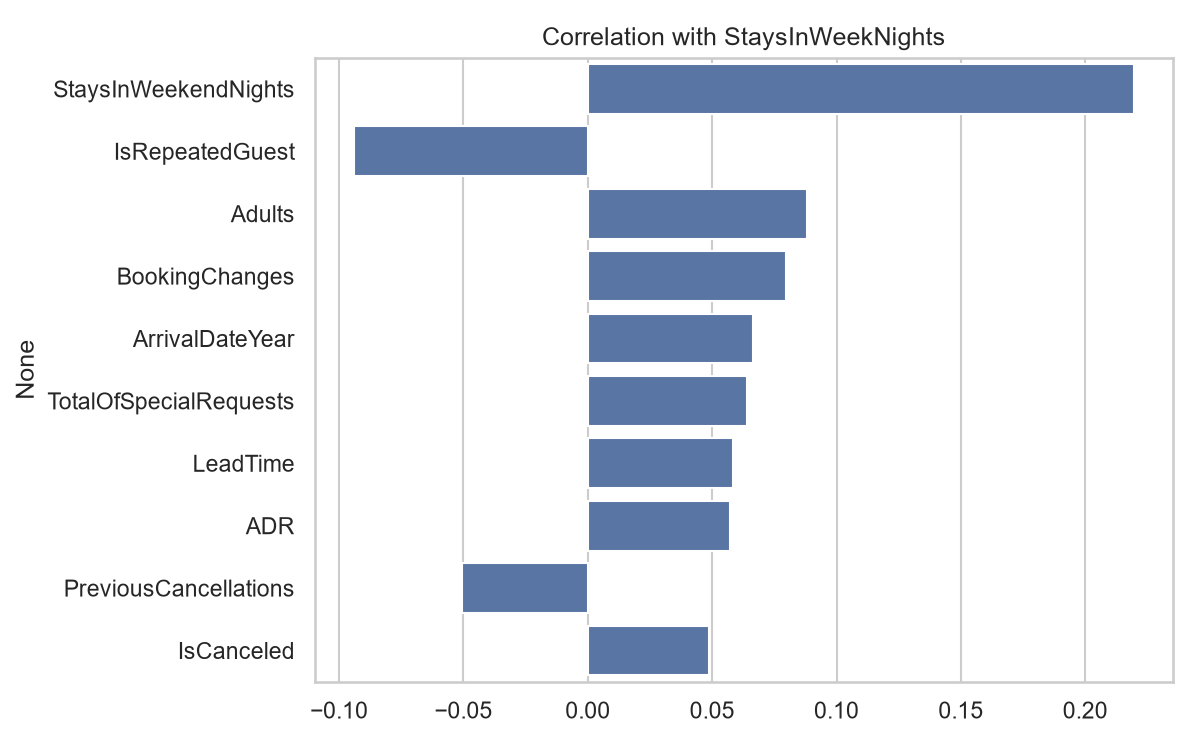 Correlation with StaysInWeekNights
StaysInWeekendNights
IsRepeatedGuest
Adults
BookingChanges
ArrivalDateYear
None
TotalOfSpecialRequests
LeadTime
ADR
PreviousCancellations
IsCanceled
−0.10 −0.05 0.00 0.05 0.10 0.15 0.20